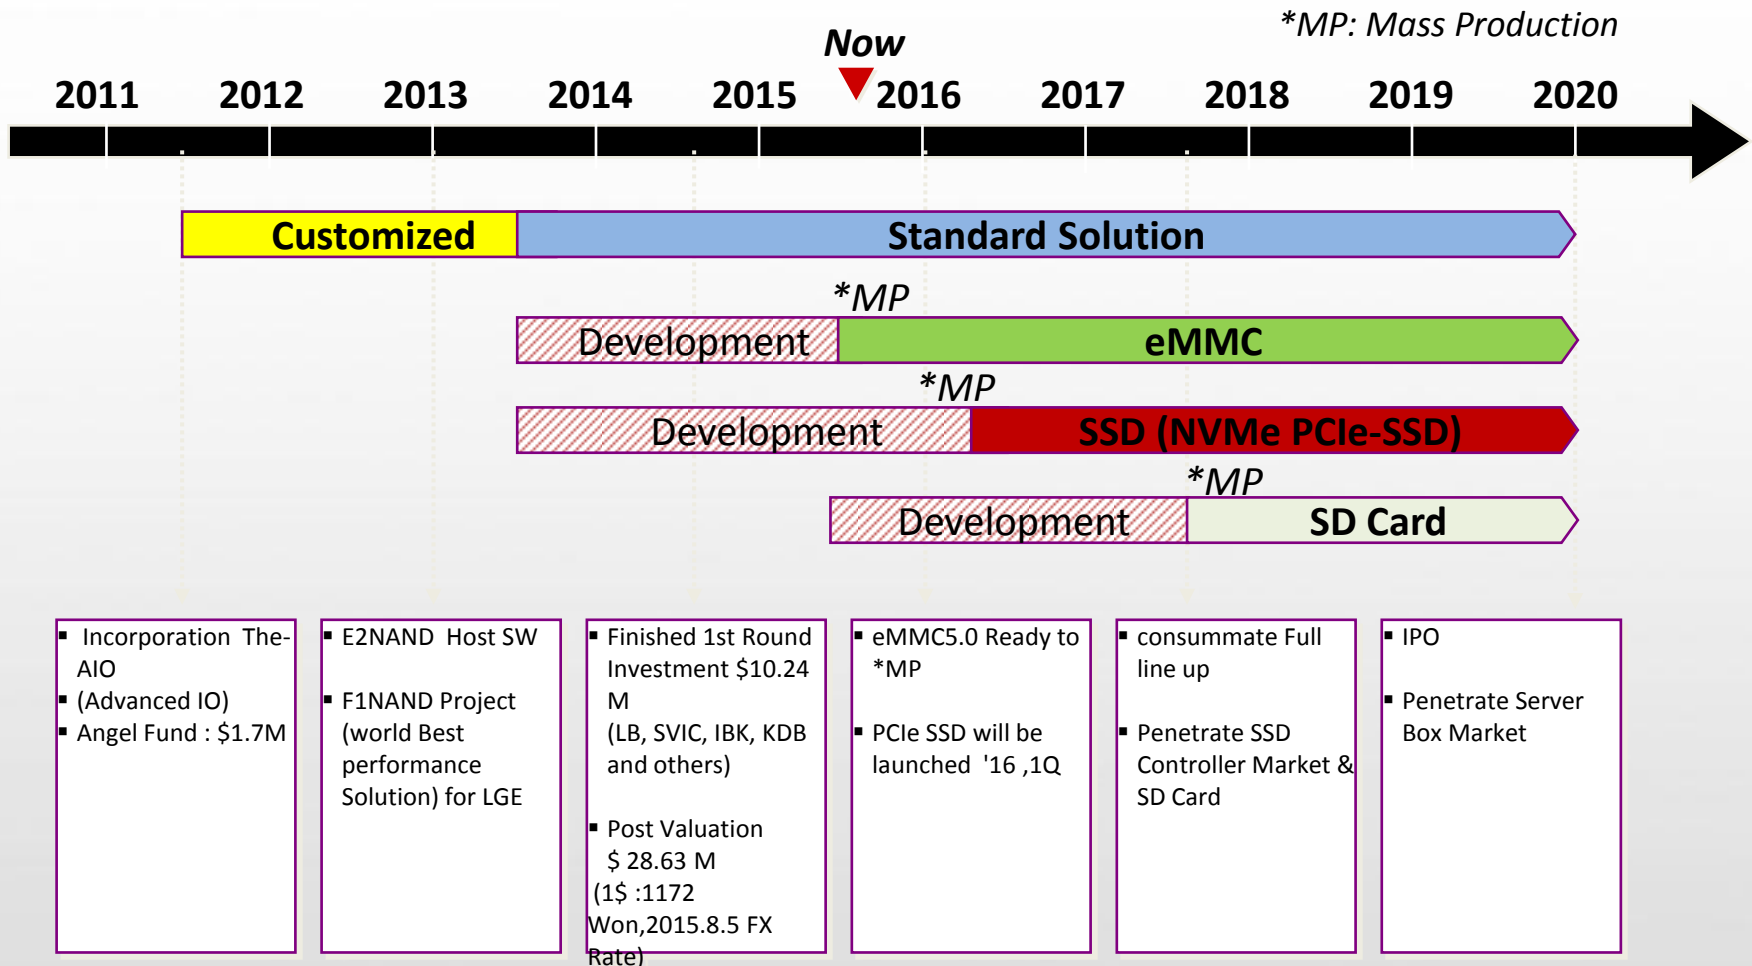 *MP: Mass Production
Now
2011 2012 2013 2014 2015 2016 2017 2018 2019 2020
Customized Standard Solution
*MP
Development eMMC
*MP
Development SSD (NVMe PCIe-SSD)
*MP
Development SD Card
▪ Incorporation The-
AIO
▪ (Advanced IO)
▪ Angel Fund : $1.7M
▪ E2NAND Host SW
▪ F1NAND Project
(world Best
performance
Solution) for LGE
▪ Finished 1st Round
Investment $10.24
M
(LB, SVIC, IBK, KDB
and others)
▪ Post Valuation
$ 28.63 M
(1$ :1172
Won,2015.8.5 FX
Rate)
▪ eMMC5.0 Ready to
*MP
▪ PCIe SSD will be
launched '16 ,1Q
▪ consummate Full
line up
▪ Penetrate SSD
Controller Market &
SD Card
▪ IPO
▪ Penetrate Server
Box Market